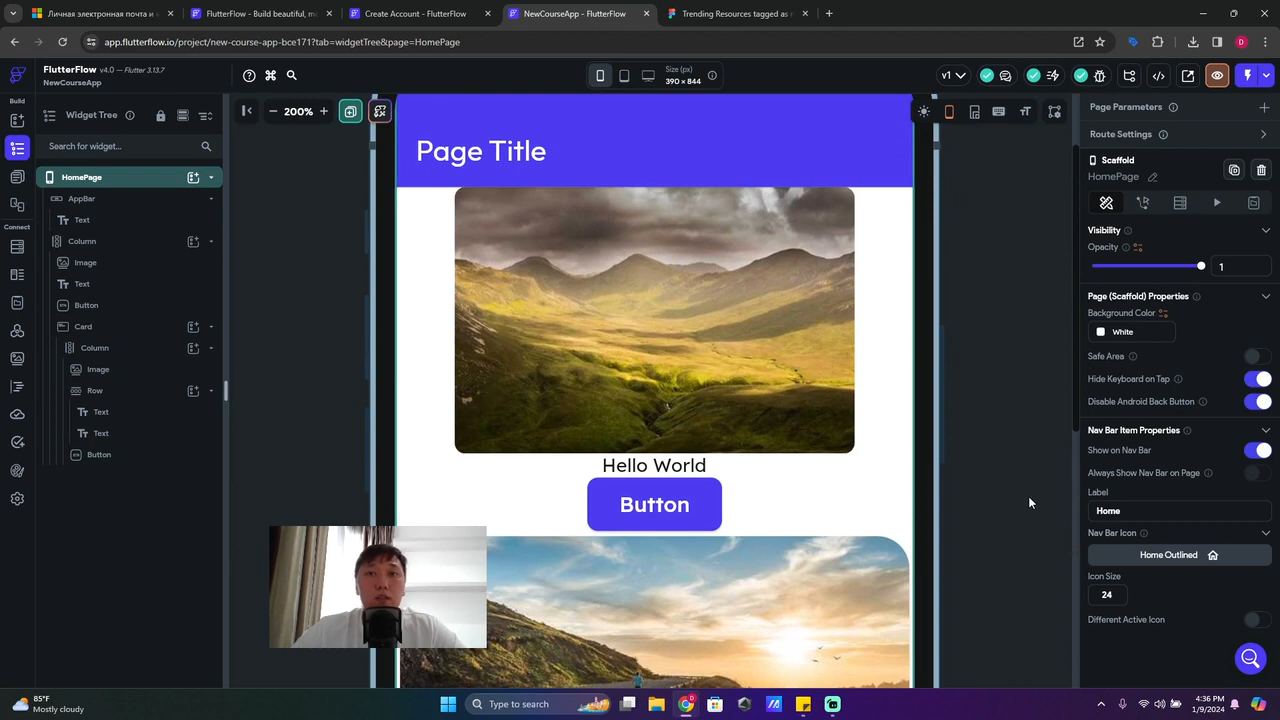 Личная электронная почта и
FlutterFlow - Build beautiful, m
Create Account - FlutterFlow
NewCourseApp - FlutterFlow
Trending Resources tagged as
app.flutterflow.io/project/new-course-app-bce171?tab=widgetTree&page=HomePage
D
FlutterFlow v4.0 – Flutter 3.13.7
NewCourseApp
Size (px)
390 × 844
v1
Build
Widget Tree
200%
Page Parameters
Search for widget...
Route Settings
HomePage
AppBar
Text
Column
Image
Text
Button
Card
Column
Image
Row
Text
Text
Button
Connect
Page Title
Hello World
Button
Scaffold
HomePage
Visibility
Opacity
1
Page (Scaffold) Properties
Background Color
White
Safe Area
Hide Keyboard on Tap
Disable Android Back Button
Nav Bar Item Properties
Show on Nav Bar
Always Show Nav Bar on Page
Label
Home
Nav Bar Icon
Home Outlined
Icon Size
24
Different Active Icon
85°F
Mostly cloudy
Type here to search
4:36 PM
1/9/2024